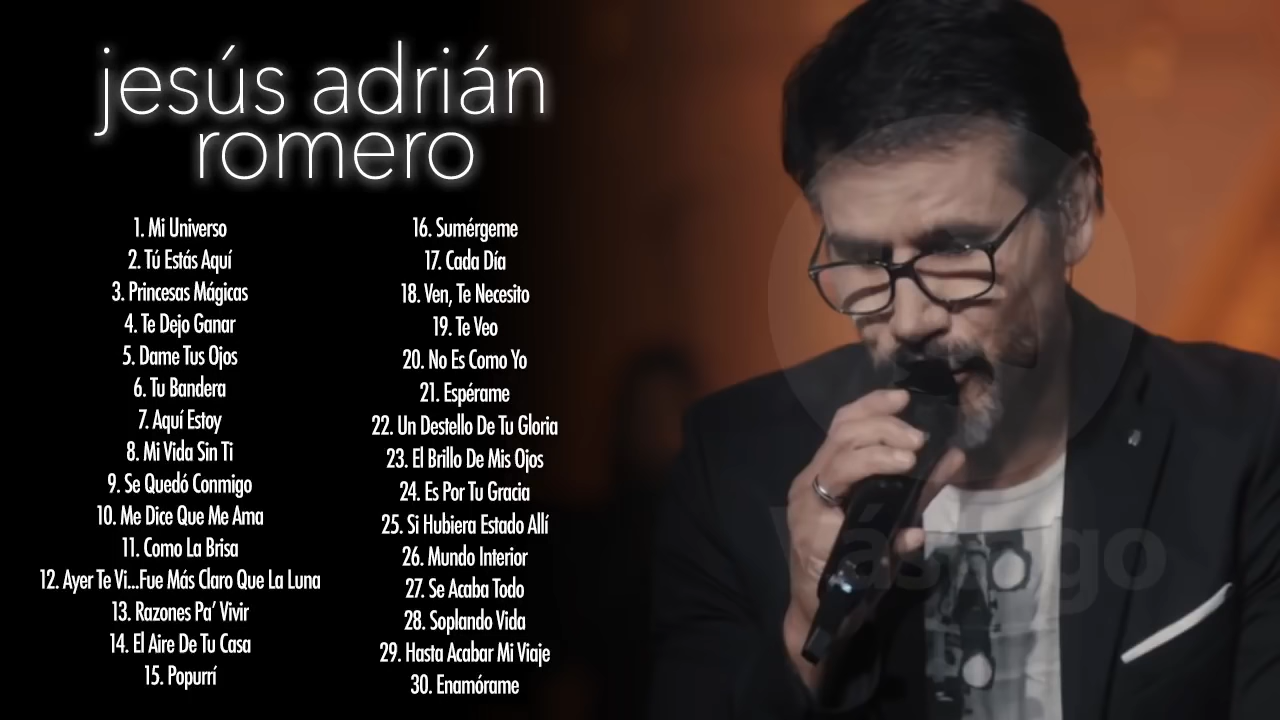 jesús adrián
romero
1. Mi Universo
2. Tú Estás Aquí
3. Princesas Mágicas
4. Te Dejo Ganar
5. Dame Tus Ojos
6. Tu Bandera
7. Aquí Estoy
8. Mi Vida Sin Ti
9. Se Quedó Conmigo
10. Me Dice Que Me Ama
11. Como La Brisa
12. Ayer Te Vi...Fue Más Claro Que La Luna
13. Razones Pa’ Vivir
14. El Aire De Tu Casa
15. Popurrí
16. Sumérgeme
17. Cada Día
18. Ven, Te Necesito
19. Te Veo
20. No Es Como Yo
21. Espérame
22. Un Destello De Tu Gloria
23. El Brillo De Mis Ojos
24. Es Por Tu Gracia
25. Si Hubiera Estado Allí
26. Mundo Interior
27. Se Acaba Todo
28. Soplando Vida
29. Hasta Acabar Mi Viaje
30. Enamórame
Vástago